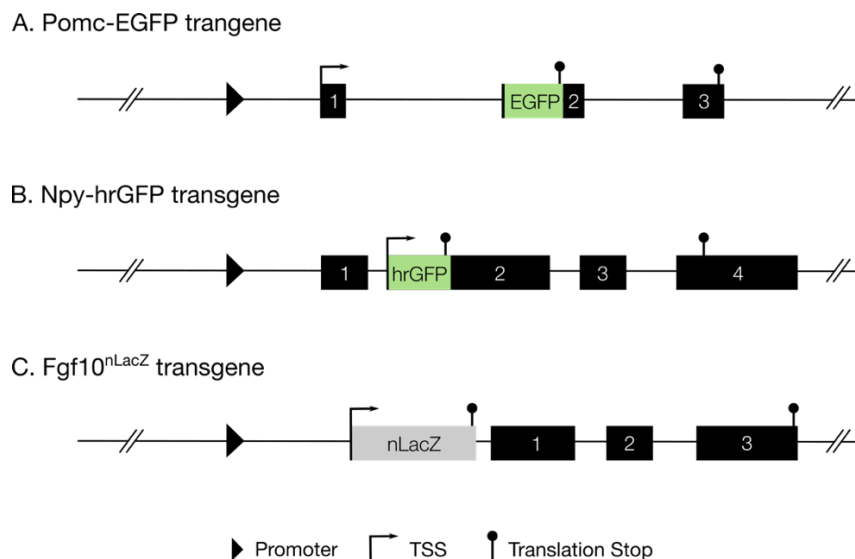 A. Pomc-EGFP trangene
1 EGFP 2 3
B. Npy-hrGFP transgene
1 hrGFP 2 3 4
C. Fgf10nLacZ transgene
nLacZ 1 2 3
Promoter TSS Translation Stop